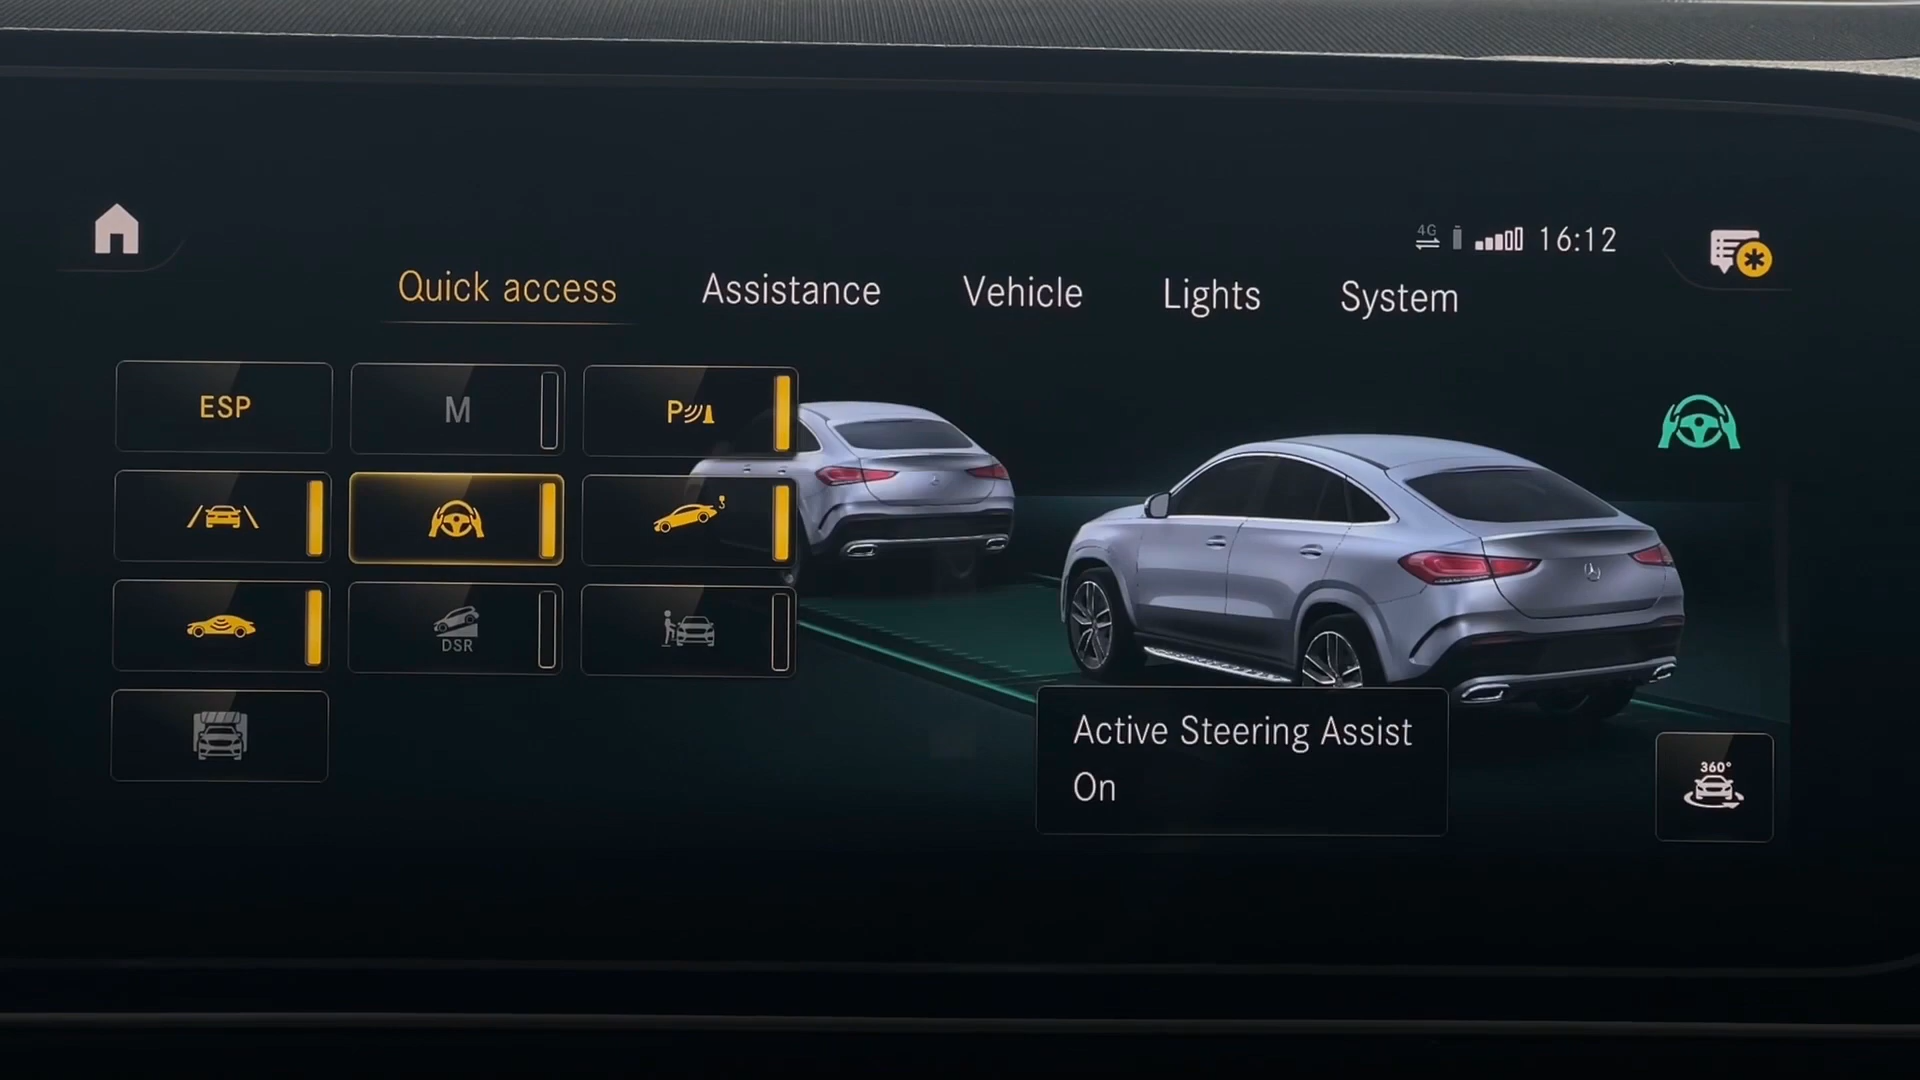 4G
16:12
Quick access
Assistance
Vehicle
Lights
System
ESP
M
P
DSR
Active Steering Assist
On
360°